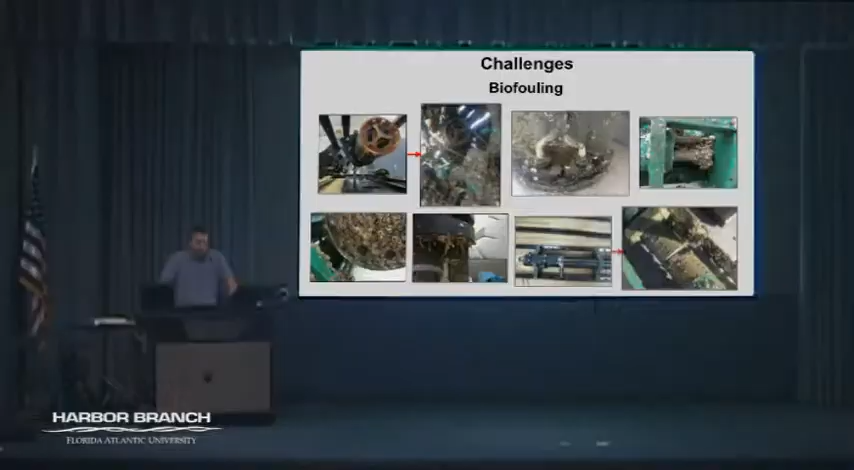 Challenges
Biofouling
HARBOR BRANCH
FLORIDA ATLANTIC UNIVERSITY